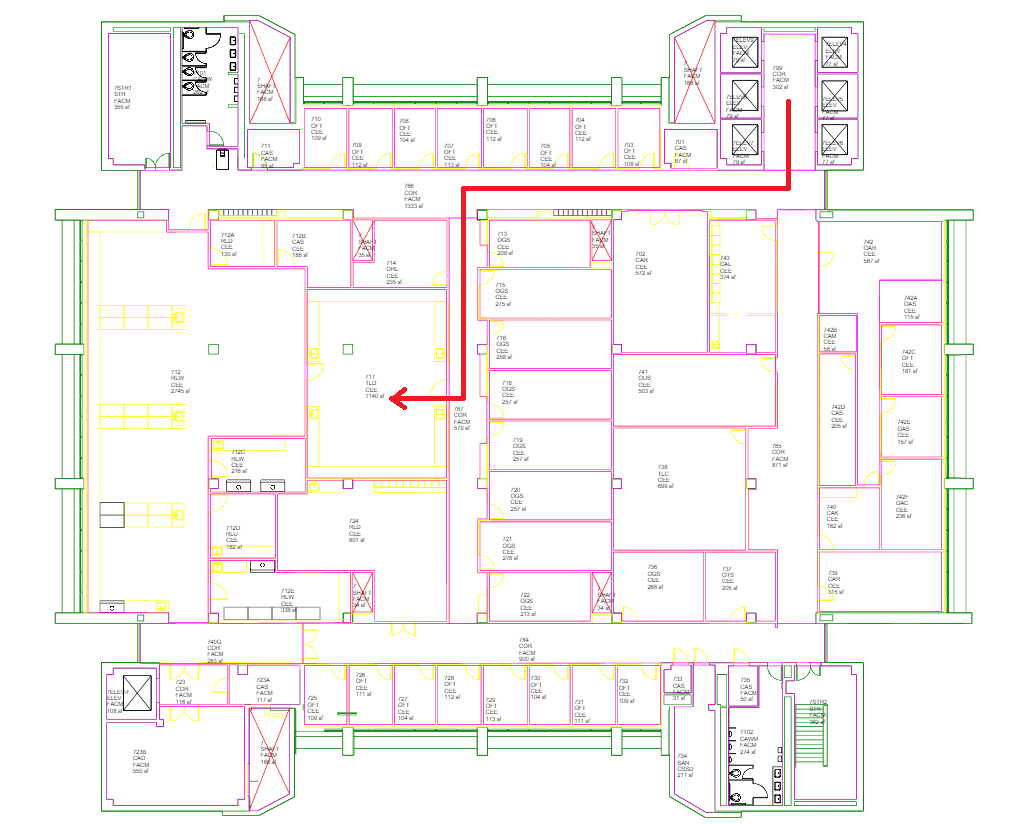 7STR1
STR
FACM
355 sf
7
SHAFT
FACM
168 sf
7
SHAFT
FACM
168 sf
799
COR
FACM
302 sf
711
CAS
FACM
710
OFT
CEE
109 sf
709
OFT
CEE
112 sf
708
OFT
CEE
104 sf
707
OFT
CEE
113 sf
706
OFT
CEE
112 sf
705
OFT
CEE
104 sf
704
OFT
CEE
112 sf
703
OFT
CEE
108 sf
701
CAS
FACM
87 sf
788
COR
FACM
1333 sf
712A
RLD
CEE
130 sf
712B
CAS
CEE
168 sf
7
SHAFT
FACM
35 sf
714
ORL
CEE
235 sf
713
OGS
CEE
208 sf
7
SHAFT
FACM
35 sf
702
CAR
CEE
572 sf
743
CAL
CEE
374 sf
742
OAR
CEE
567 sf
715
OGS
CEE
275 sf
742A
OAS
CEE
115 sf
716
OGS
CEE
258 sf
742B
CAM
CEE
58 sf
742C
OFT
CEE
181 sf
712
RLW
CEE
2745 sf
717
TLD
CEE
1140 sf
718
OGS
CEE
257 sf
741
OUS
CEE
503 sf
787
COR
FACM
579 sf
742D
CAS
CEE
205 sf
742E
OAS
CEE
157 sf
719
OGS
CEE
257 sf
785
COR
FACM
871 sf
712C
RLW
CEE
216 sf
738
TLC
CEE
699 sf
720
OGS
CEE
257 sf
740
CAK
CEE
162 sf
742F
OAC
CEE
236 sf
712D
RLD
CEE
182 sf
724
RLD
CEE
801 sf
721
OGS
CEE
278 sf
736
OGS
CEE
268 sf
737
OTS
CEE
205 sf
739
CAR
CEE
315 sf
712E
RLW
CEE
338 sf
7
SHAFT
FACM
34 sf
722
OGS
CEE
213 sf
7
SHAFT
FACM
34 sf
740G
COR
FACM
283 sf
784
COR
FACM
900 sf
7ELEV-F
ELEV
FACM
108 sf
723
COR
FACM
116 sf
723A
CAS
FACM
117 sf
725
OFT
CEE
109 sf
726
OFT
CEE
111 sf
727
OFT
CEE
104 sf
728
OFT
CEE
112 sf
729
OFT
CEE
113 sf
730
OFT
CEE
104 sf
731
OFT
CEE
111 sf
732
OFT
CEE
109 sf
733
CAS
FACM
31 sf
735
CAS
FACM
50 sf
7STR2
STR
FACM
382 sf
723B
CAO
FACM
550 sf
7
SHAFT
FACM
168 sf
734
SAN
CSSD
211 sf
7T02
CAWM
FACM
274 sf